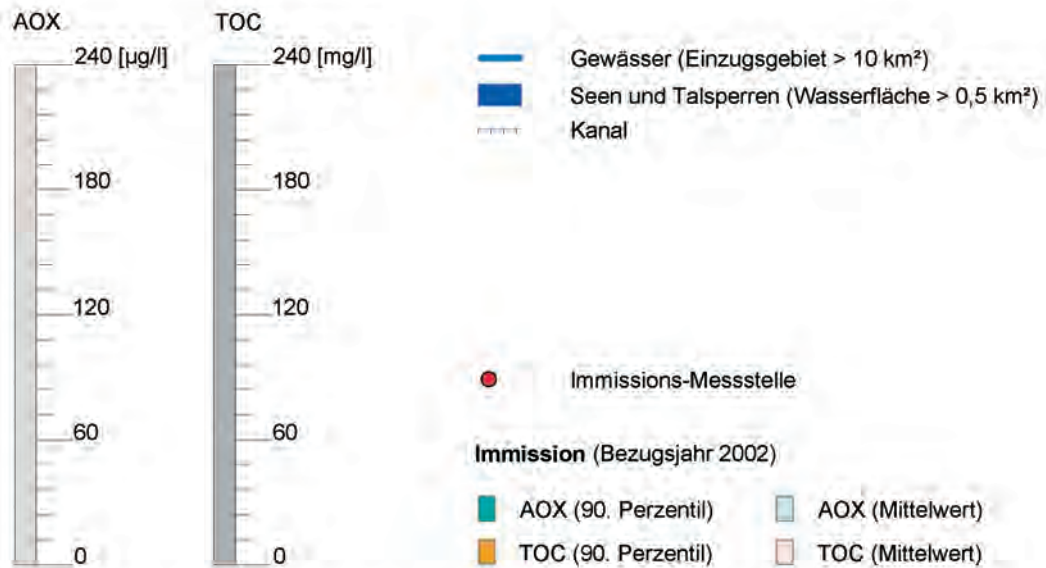 AOX
240 [µg/l]
180
120
60
0
TOC
240 [mg/l]
180
120
60
0
Gewässer (Einzugsgebiet > 10 km²)
Seen und Talsperren (Wasserfläche > 0,5 km²)
Kanal
Immissions-Messstelle
Immission (Bezugsjahr 2002)
AOX (90. Perzentil)
AOX (Mittelwert)
TOC (90. Perzentil)
TOC (Mittelwert)